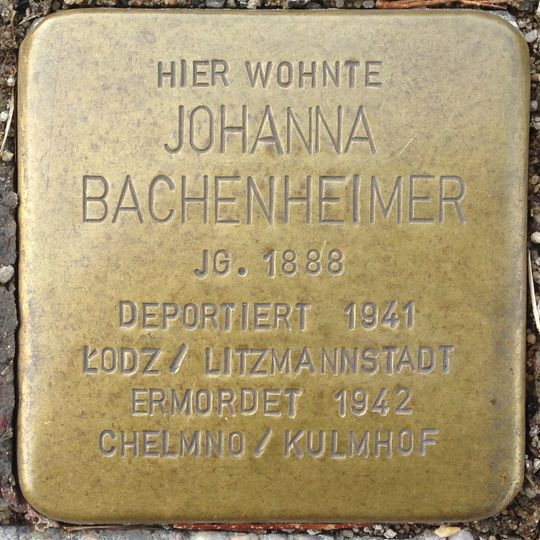 HIER WOHNTE
JOHANNA
BACHENHEIMER
JG. 1888
DEPORTIERT 1941
ŁODZ / LITZMANNSTADT
ERMORDET 1942
CHELMNO / KULMHOF